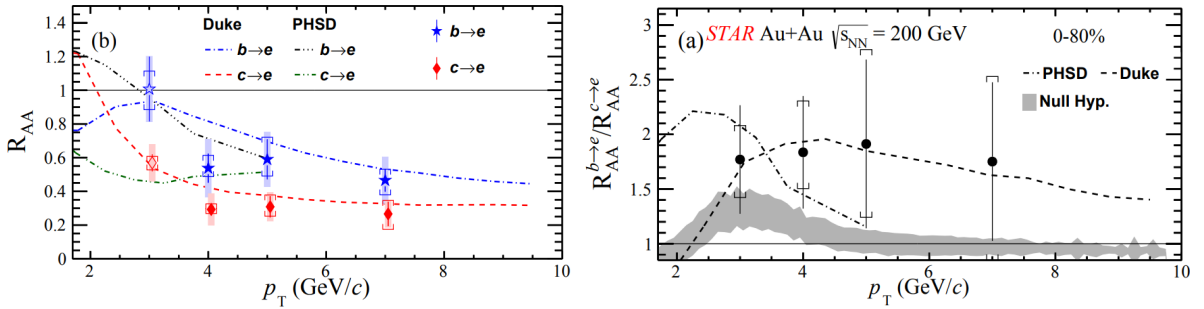 1.4
1.2
1
0.8
0.6
0.4
0.2
0
R_AA
(b)
Duke PHSD
b→e b→e b→e
c→e c→e c→e
2 4 6 8 10
p_T (GeV/c)
3
2.5
2
1.5
1
R_AA^{b→e}/R_AA^{c→e}
(a) STAR Au+Au √s_NN = 200 GeV 0-80%
PHSD Duke
Null Hyp.
2 4 6 8 10
p_T (GeV/c)